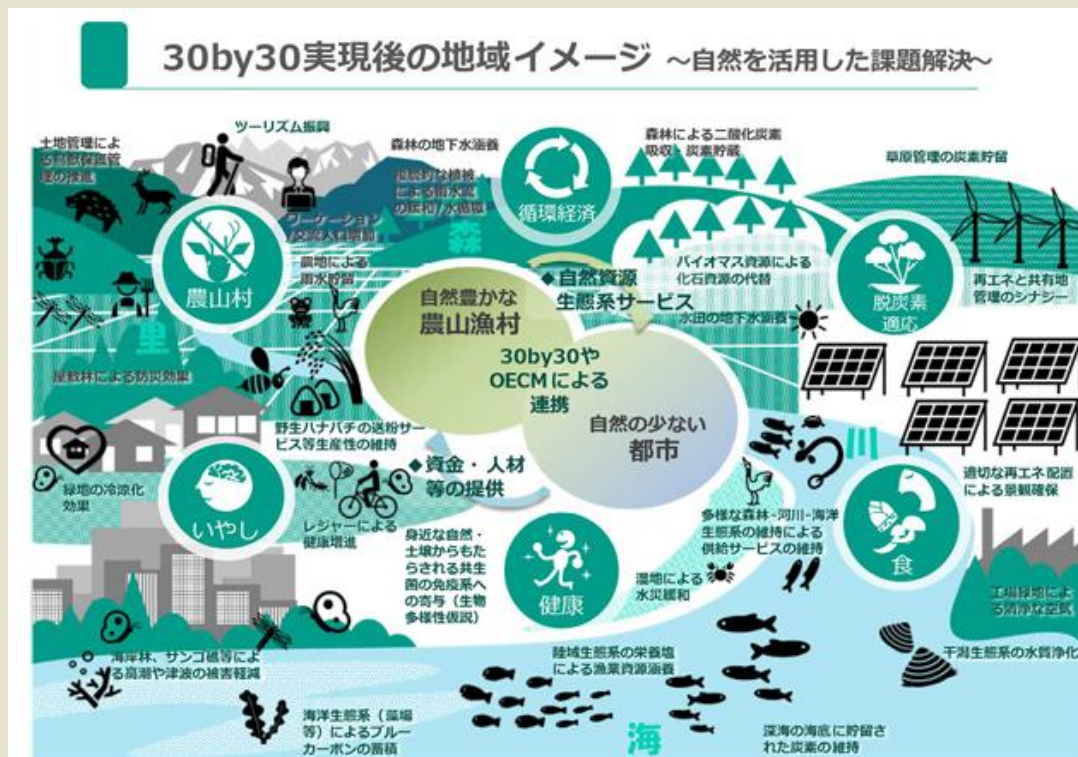 30by30実現後の地域イメージ ～自然を活用した課題解決～
土地管理によ
る鳥獣保護管
理の推進
ツーリズム振興
ワーケーション
/交流人口増加
森林の地下水涵養
健全的な植被
による雨水流
の緩和/水循環
循環経済
森林による二酸化炭素
吸収・炭素貯蔵
草原管理の炭素貯留
農山村
農地による
雨水貯留
森
自然豊かな
農山漁村
◆自然資源
生態系サービス
バイオマス資源による
化石資源の代替
水田の地下水涵養
脱炭素
適応
再エネと共有地
管理のシナジー
里
屋敷林による防災効果
30by30や
OECMによる
連携
自然の少ない
都市
野生ハナバチの送粉サー
ビス等生産性の維持
◆資金・人材
等の提供
川
適切な再エネ配置
による景観確保
緑地の冷涼化
効果
いやし
レジャーによる
健康増進
身近な自然・
土壌からもた
らされる共生
菌の免疫系へ
の寄与（生物
多様性仮説）
健康
多様な森林-河川-海洋
生態系の維持による
供給サービスの維持
湿地による
水災緩和
食
工場緑地によ
る清浄な空気
海岸林、サンゴ礁等によ
る高潮や津波の被害軽減
陸域生態系の栄養塩
による漁業資源涵養
干潟生態系の水質浄化
海洋生態系（藻場
等）によるブルー
カーボンの蓄積
海
深海の海底に貯留さ
れた炭素の維持